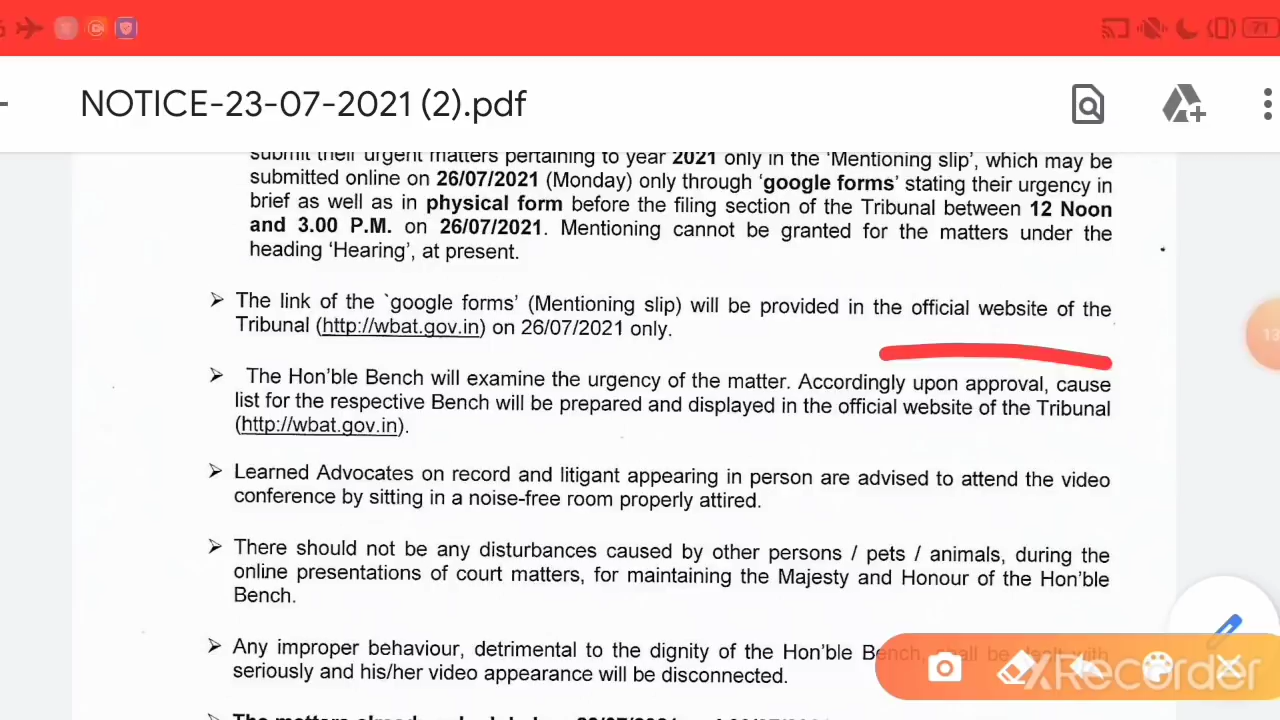 71
NOTICE-23-07-2021 (2).pdf
submit their urgent matters pertaining to year 2021 only in the 'Mentioning slip', which may be
submitted online on 26/07/2021 (Monday) only through 'google forms' stating their urgency in
brief as well as in physical form before the filing section of the Tribunal between 12 Noon
and 3.00 P.M. on 26/07/2021. Mentioning cannot be granted for the matters under the
heading 'Hearing', at present.
➢ The link of the `google forms' (Mentioning slip) will be provided in the official website of the
Tribunal (http://wbat.gov.in) on 26/07/2021 only.
➢ The Hon'ble Bench will examine the urgency of the matter. Accordingly upon approval, cause
list for the respective Bench will be prepared and displayed in the official website of the Tribunal
(http://wbat.gov.in).
➢ Learned Advocates on record and litigant appearing in person are advised to attend the video
conference by sitting in a noise-free room properly attired.
➢ There should not be any disturbances caused by other persons / pets / animals, during the
online presentations of court matters, for maintaining the Majesty and Honour of the Hon'ble
Bench.
➢ Any improper behaviour, detrimental to the dignity of the Hon'ble Bench, shall be dealt with
seriously and his/her video appearance will be disconnected.
XRecorder
➢ The matters already